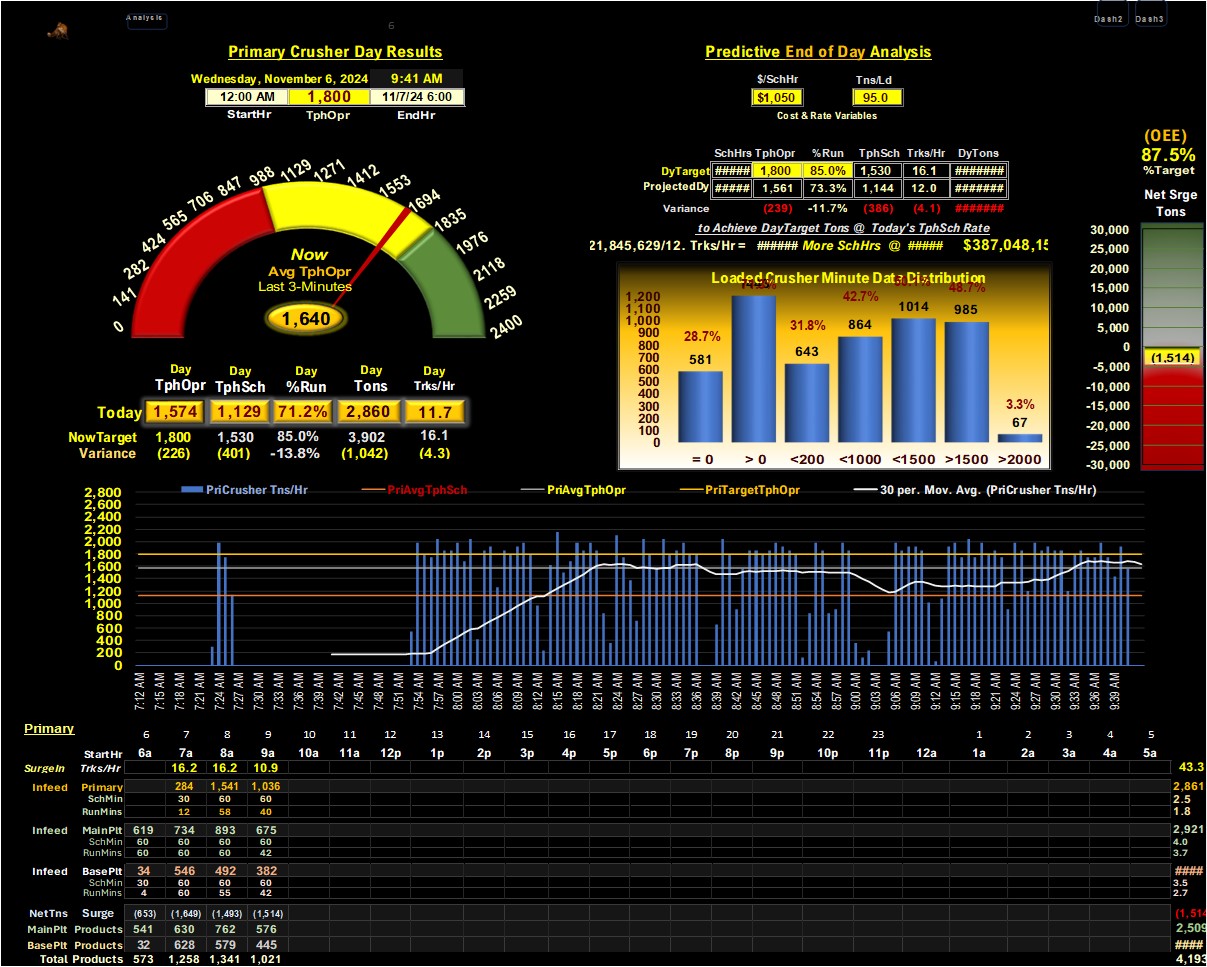 Analysis
6
Dash2 Dash3
Primary Crusher Day Results
Wednesday, November 6, 2024 9:41 AM
12:00 AM 1,800 11/7/24 6:00
StartHr TphOpr EndHr
Predictive End of Day Analysis
$/SchHr Tns/Ld
$1,050 95.0
Cost & Rate Variables
(OEE)
87.5%
%Target
SchHrs TphOpr %Run TphSch Trks/Hr DyTons
DyTarget ##### 1,800 85.0% 1,530 16.1 #######
ProjectedDy ##### 1,561 73.3% 1,144 12.0 #######
Variance (239) -11.7% (386) (4.1) #######
to Achieve DayTarget Tons @ Today's TphSch Rate
21,845,629/12. Trks/Hr = ###### More SchHrs @ ##### $387,048,15
0 141 282 424 565 706 847 988 1129 1271 1412 1553 1694 1835 1976 2118 2259 2400
Now
Avg TphOpr
Last 3-Minutes
1,640
Day Day Day Day Day
TphOpr TphSch %Run Tons Trks/Hr
Today 1,574 1,129 71.2% 2,860 11.7
NowTarget 1,800 1,530 85.0% 3,902 16.1
Variance (226) (401) -13.8% (1,042) (4.3)
Loaded Crusher Minute Data Distribution
1,200
1,100
1,000
900
800
700
600
500
400
300
200
100
0
28.7% 31.8% 42.7% 48.7% 3.3%
581 643 864 1014 985 67
= 0 > 0 <200 <1000 <1500 >1500 >2000
Net Srge
Tons
30,000
25,000
20,000
15,000
10,000
5,000
0
-5,000
-10,000
-15,000
-20,000
-25,000
-30,000
(1,514)
PriCrusher Tns/Hr PriAvgTphSch PriAvgTphOpr PriTargetTphOpr 30 per. Mov. Avg. (PriCrusher Tns/Hr)
2,800
2,600
2,400
2,200
2,000
1,800
1,600
1,400
1,200
1,000
800
600
400
200
0
7:12 AM 7:15 AM 7:18 AM 7:21 AM 7:24 AM 7:27 AM 7:30 AM 7:33 AM 7:36 AM 7:39 AM 7:42 AM 7:45 AM 7:48 AM 7:51 AM 7:54 AM 7:57 AM 8:00 AM 8:03 AM 8:06 AM 8:09 AM 8:12 AM 8:15 AM 8:18 AM 8:21 AM 8:24 AM 8:27 AM 8:30 AM 8:33 AM 8:36 AM 8:39 AM 8:42 AM 8:45 AM 8:48 AM 8:51 AM 8:54 AM 8:57 AM 9:00 AM 9:03 AM 9:06 AM 9:09 AM 9:12 AM 9:15 AM 9:18 AM 9:21 AM 9:24 AM 9:27 AM 9:30 AM 9:33 AM 9:36 AM 9:39 AM
Primary
6 7 8 9 10 11 12 13 14 15 16 17 18 19 20 21 22 23 1 2 3 4 5
StartHr 6a 7a 8a 9a 10a 11a 12p 1p 2p 3p 4p 5p 6p 7p 8p 9p 10p 11p 12a 1a 2a 3a 4a 5a
SurgeIn Trks/Hr 16.2 16.2 10.9 43.3
Infeed Primary 284 1,541 1,036 2,861
SchMin 30 60 60 2.5
RunMins 12 58 40 1.8
Infeed MainPlt 619 734 893 675 2,921
SchMin 60 60 60 60 4.0
RunMins 60 60 60 42 3.7
Infeed BasePlt 34 546 492 382 ####
SchMin 30 60 60 60 3.5
RunMins 4 60 55 42 2.7
NetTns Surge (653) (1,649) (1,493) (1,514) (1,514
MainPlt Products 541 630 762 576 2,509
BasePlt Products 32 628 579 445 ####
Total Products 573 1,258 1,341 1,021 4,193